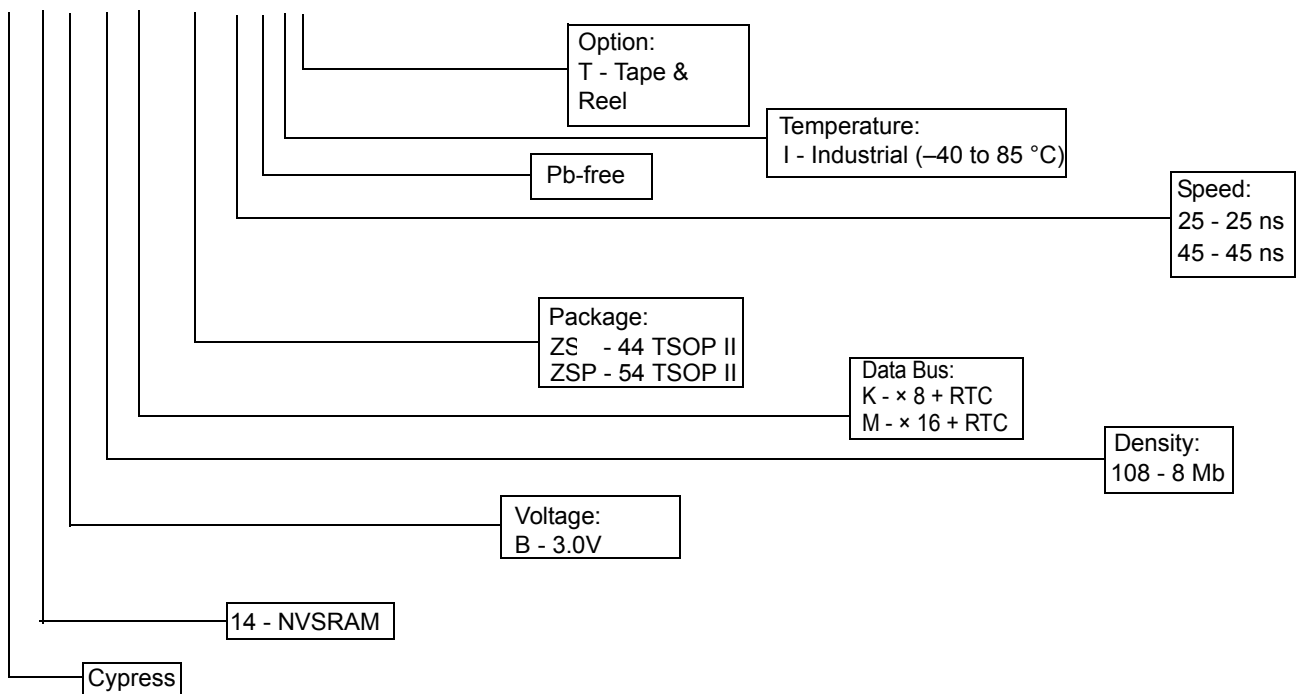 Option:
T - Tape &
Reel
Temperature:
I - Industrial (–40 to 85 °C)
Pb-free
Speed:
25 - 25 ns
45 - 45 ns
Package:
ZS - 44 TSOP II
ZSP - 54 TSOP II
Data Bus:
K - × 8 + RTC
M - × 16 + RTC
Density:
108 - 8 Mb
Voltage:
B - 3.0V
14 - NVSRAM
Cypress